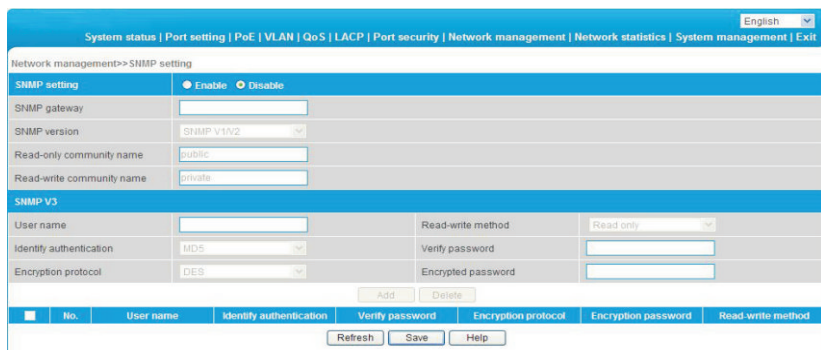 English
System status | Port setting | PoE | VLAN | QoS | LACP | Port security | Network management | Network statistics | System management | Exit
Network management>>SNMP setting
SNMP setting Enable Disable
SNMP gateway
SNMP version SNMP V1/V2
Read-only community name public
Read-write community name private
SNMP V3
User name Read-write method Read only
Identify authentication MD5 Verify password
Encryption protocol DES Encrypted password
Add Delete
No. User name Identify authentication Verify password Encryption protocol Encryption password Read-write method
Refresh Save Help